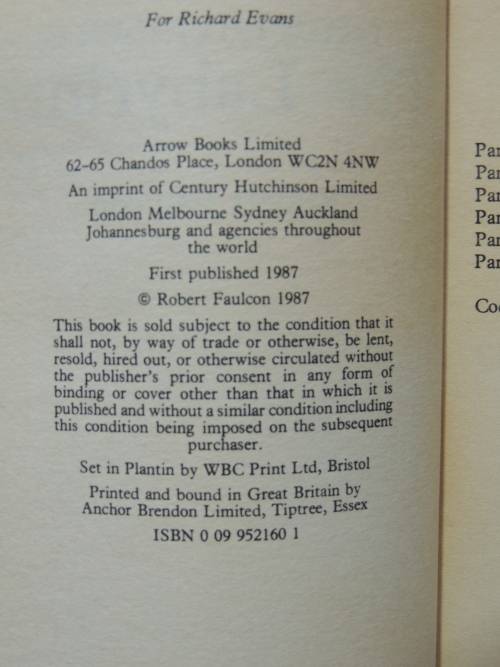 For Richard Evans
Arrow Books Limited
62–65 Chandos Place, London WC2N 4NW
An imprint of Century Hutchinson Limited
London Melbourne Sydney Auckland
Johannesburg and agencies throughout
the world
First published 1987
© Robert Faulcon 1987
This book is sold subject to the condition that it
shall not, by way of trade or otherwise, be lent,
resold, hired out, or otherwise circulated without
the publisher's prior consent in any form of
binding or cover other than that in which it is
published and without a similar condition including
this condition being imposed on the subsequent
purchaser.
Set in Plantin by WBC Print Ltd, Bristol
Printed and bound in Great Britain by
Anchor Brendon Limited, Tiptree, Essex
ISBN 0 09 952160 1